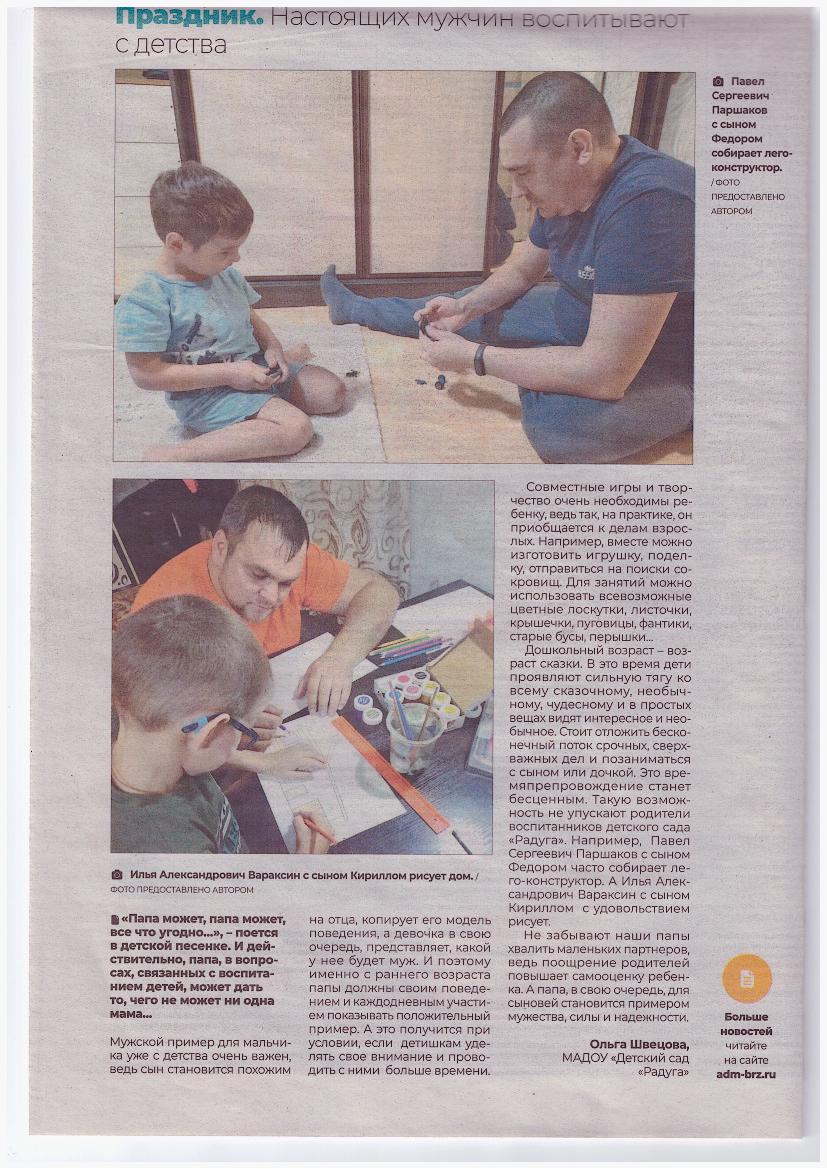 Праздник. Настоящих мужчин воспитывают
с детства
Павел
Сергеевич
Паршаков
с сыном
Федором
собирает лего-
конструктор.
/ ФОТО
ПРЕДОСТАВЛЕНО
АВТОРОМ
Илья Александрович Вараксин с сыном Кириллом рисует дом. /
ФОТО ПРЕДОСТАВЛЕНО АВТОРОМ
«Папа может, папа может,
все что угодно...», – поется
в детской песенке. И дей-
ствительно, папа, в вопро-
сах, связанных с воспита-
нием детей, может дать
то, чего не может ни одна
мама...
Мужской пример для мальчи-
ка уже с детства очень важен,
ведь сын становится похожим
на отца, копирует его модель
поведения, а девочка в свою
очередь, представляет, какой
у нее будет муж. И поэтому
именно с раннего возраста
папы должны своим поведе-
нием и каждодневным участи-
ем показывать положительный
пример. А это получится при
условии, если детишкам уде-
лять свое внимание и прово-
дить с ними больше времени.
Совместные игры и твор-
чество очень необходимы ре-
бенку, ведь так, на практике, он
приобщается к делам взрос-
лых. Например, вместе можно
изготовить игрушку, подел-
ку, отправиться на поиски со-
кровищ. Для занятий можно
использовать всевозможные
цветные лоскутки, листочки,
крышечки, пуговицы, фантики,
старые бусы, перышки...
Дошкольный возраст – воз-
раст сказки. В это время дети
проявляют сильную тягу ко
всему сказочному, необыч-
ному, чудесному и в простых
вещах видят интересное и нео-
бычное. Стоит отложить беско-
нечный поток срочных, сверх-
важных дел и позаниматься
с сыном или дочкой. Это вре-
мяпрепровождение станет
бесценным. Такую возмож-
ность не упускают родители
воспитанников детского сада
«Радуга». Например, Павел
Сергеевич Паршаков с сыном
Федором часто собирает ле-
го-конструктор. А Илья Алек-
сандрович Вараксин с сыном
Кириллом с удовольствием
рисует.
Не забывают наши папы
хвалить маленьких партнеров,
ведь поощрение родителей
повышает самооценку ребен-
ка. А папа, в свою очередь, для
сыновей становится примером
мужества, силы и надежности.
Ольга Швецова,
МАДОУ «Детский сад
«Радуга»
Больше
новостей
читайте
на сайте
adm-brz.ru